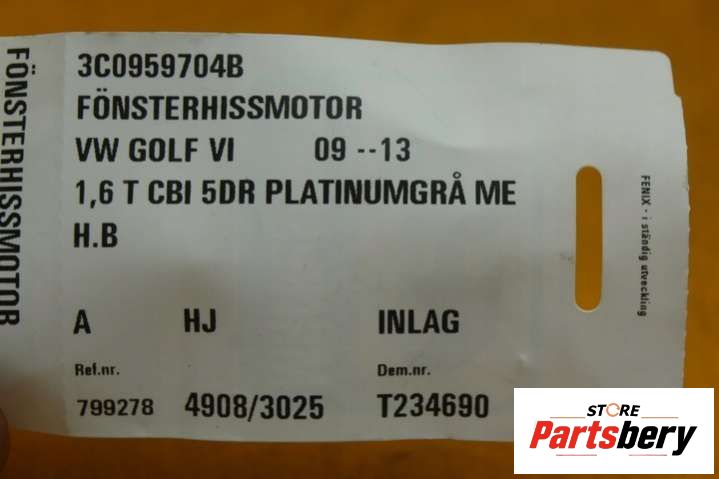 FÖNSTERHISSMOTOR
3C0959704B
FÖNSTERHISSMOTOR
VW GOLF VI 09 --13
1,6 T CBI 5DR PLATINUMGRÅ ME
H.B
A HJ INLAG
Ref.nr. Dem.nr.
799278 4908/3025 T234690
FENIX - i ständig utveckling
STORE
Partsbery